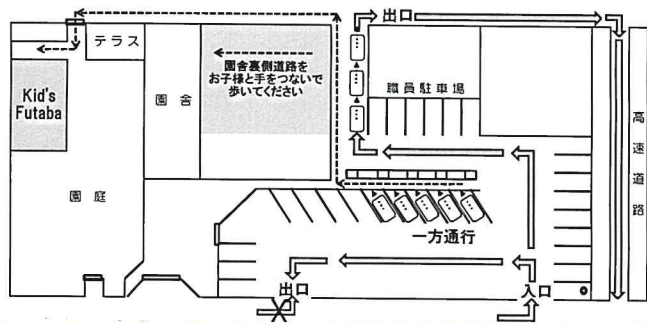 出口
テラス
園舎裏側道路を
お子様と手をつないで
歩いてください
Kid's
Futaba
園舎
職員駐車場
高速道路
園庭
一方通行
出口
入口